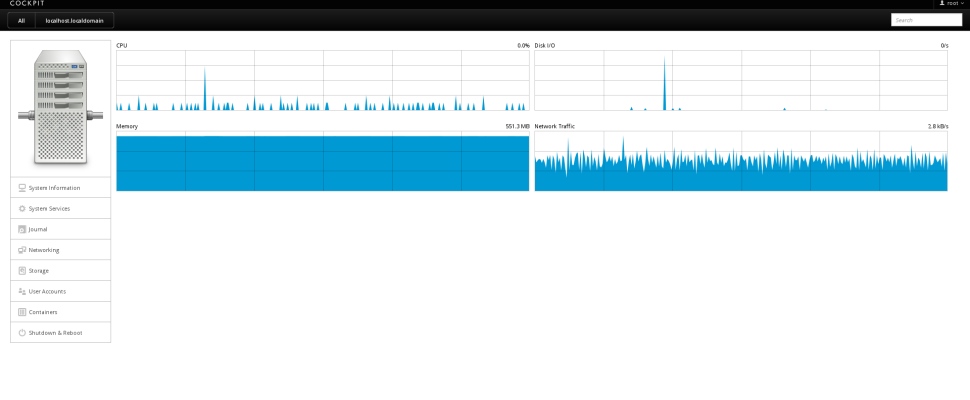 COCKPIT
root
All
localhost.localdomain
Search
CPU
0.0%
Disk I/O
0/s
Memory
551.3 MB
Network Traffic
2.8 kB/s
System Information
System Services
Journal
Networking
Storage
User Accounts
Containers
Shutdown & Reboot